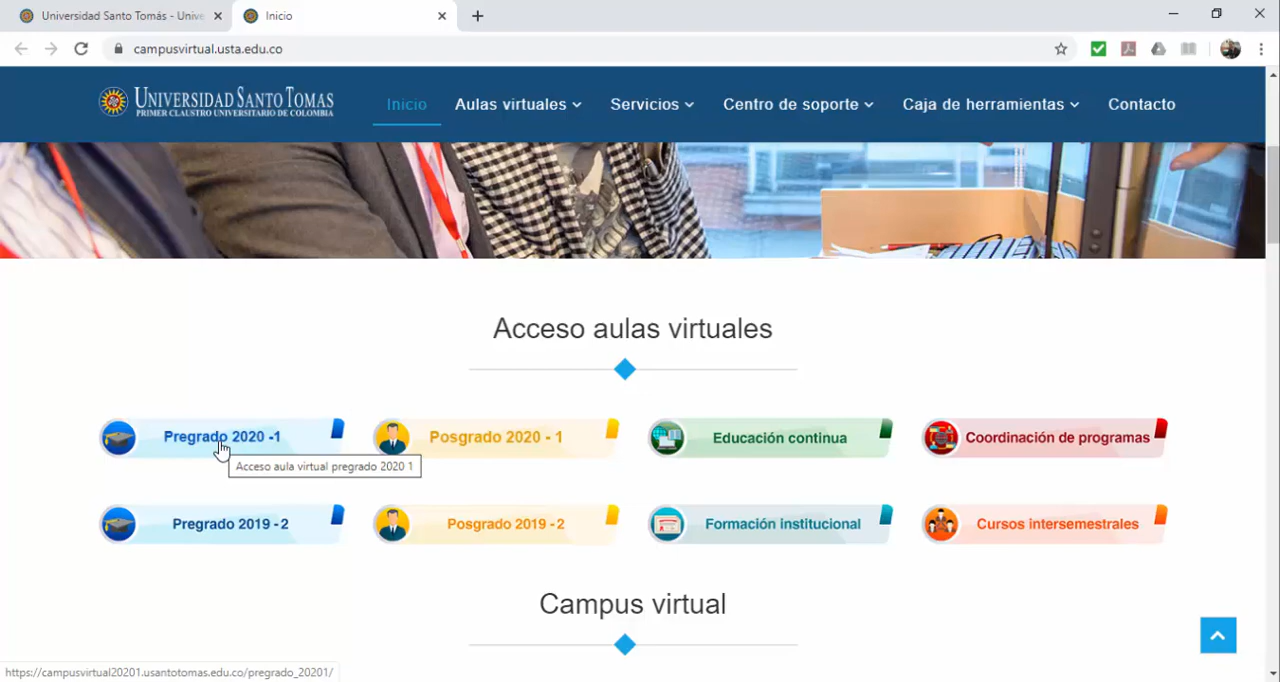 Universidad Santo Tomás - Unive
Inicio
campusvirtual.usta.edu.co
UNIVERSIDAD SANTO TOMAS
PRIMER CLAUSTRO UNIVERSITARIO DE COLOMBIA
Inicio
Aulas virtuales
Servicios
Centro de soporte
Caja de herramientas
Contacto
Acceso aulas virtuales
Pregrado 2020 -1
Posgrado 2020 - 1
Educación continua
Coordinación de programas
Acceso aula virtual pregrado 2020 1
Pregrado 2019 - 2
Posgrado 2019 - 2
Formación institucional
Cursos intersemestrales
Campus virtual
https://campusvirtual20201.usantotomas.edu.co/pregrado_20201/